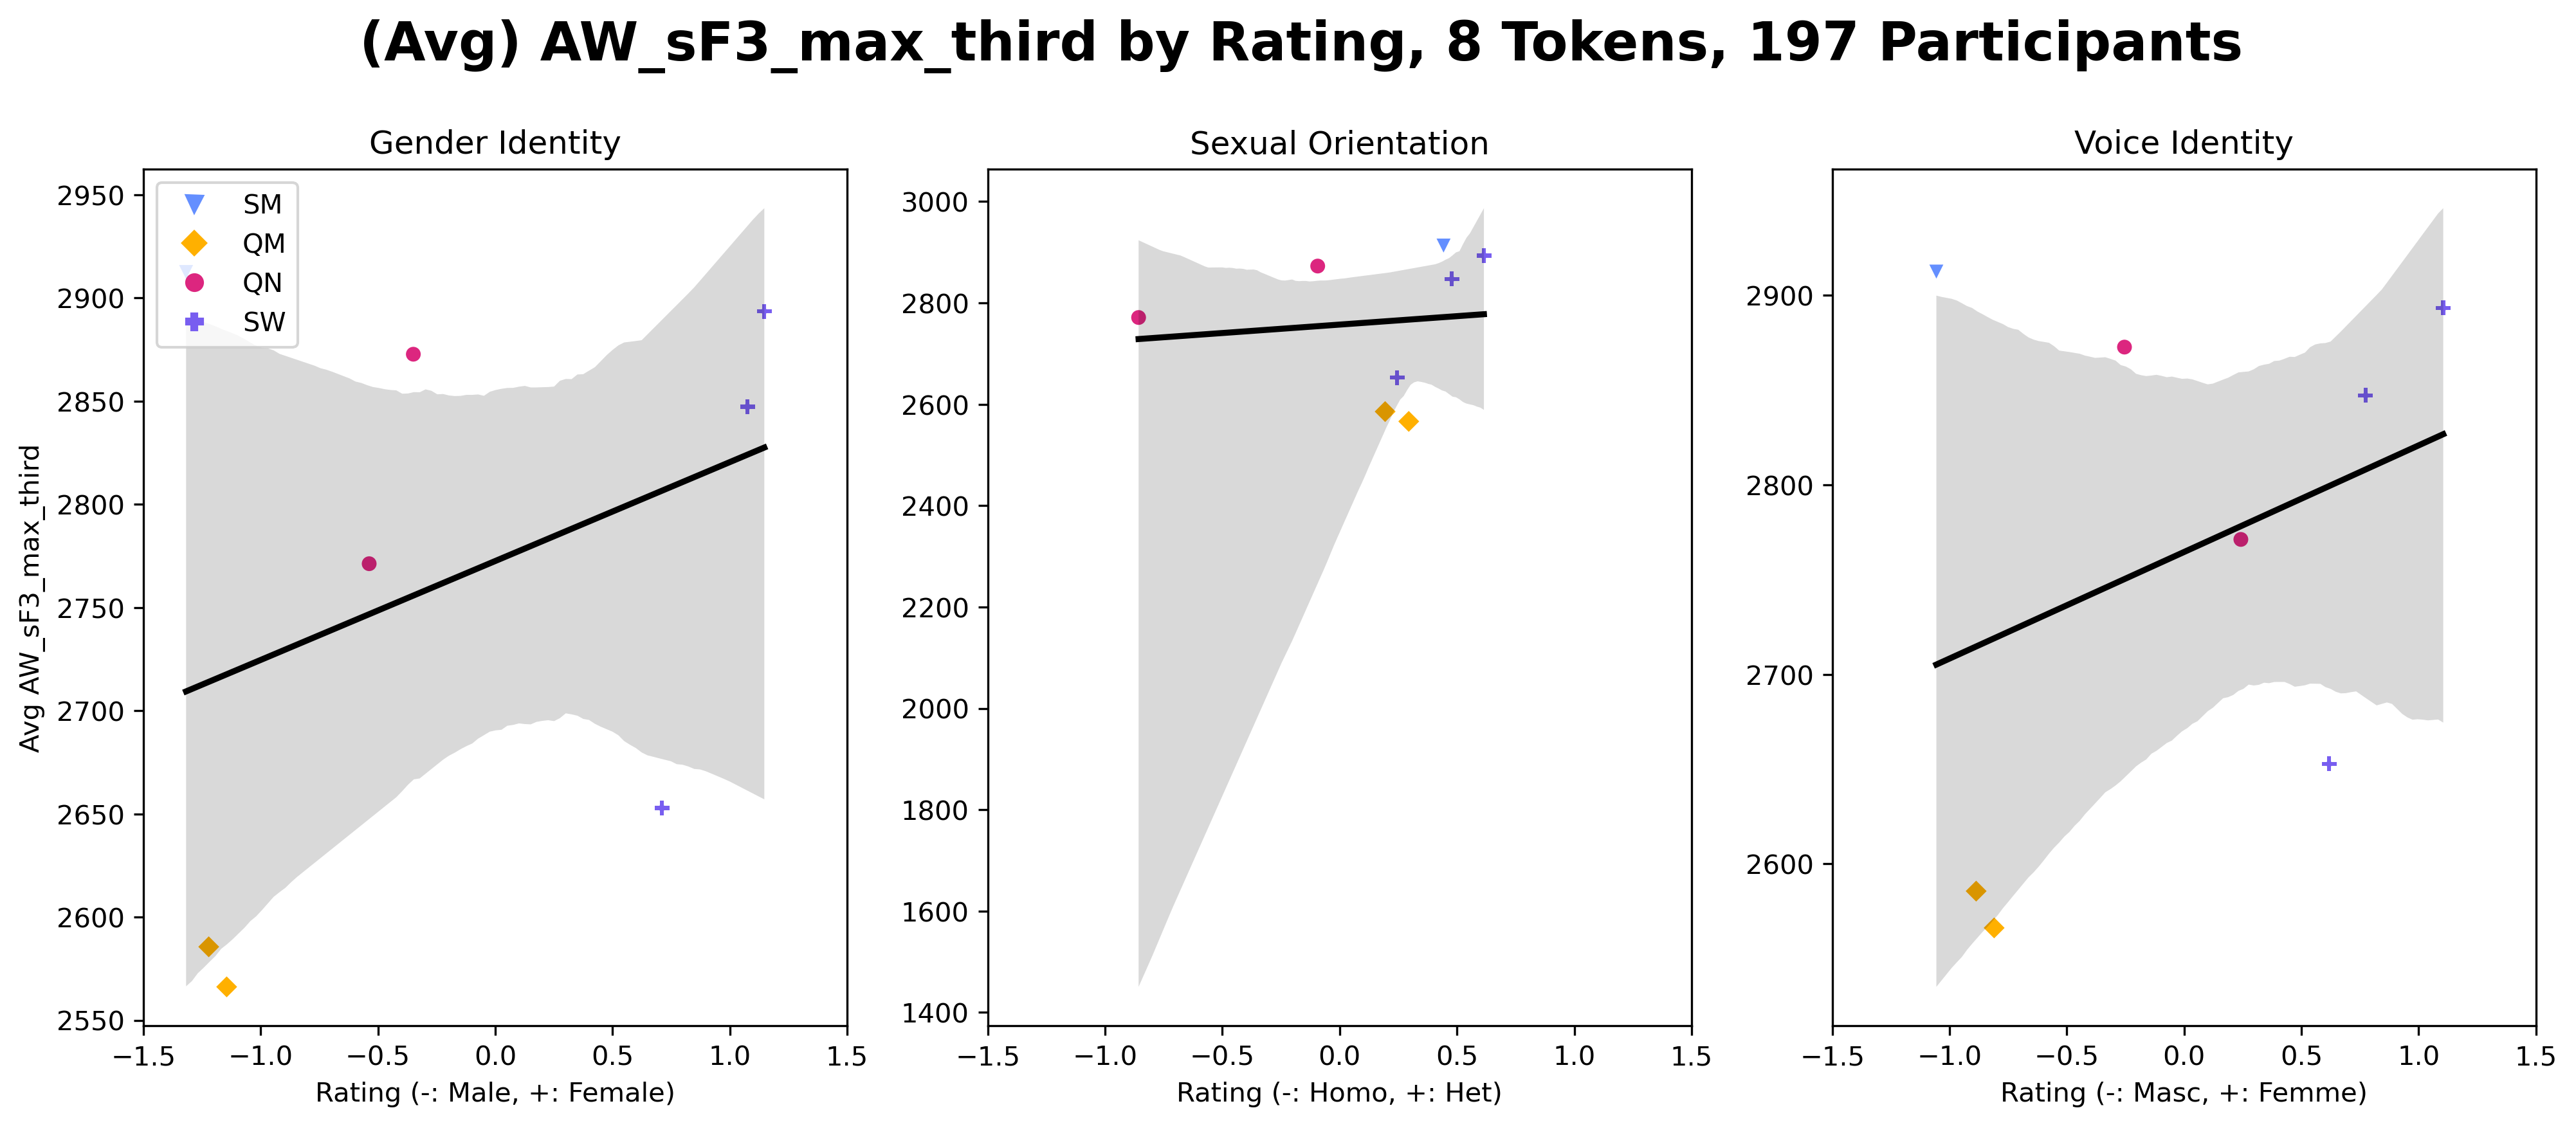 (Avg) AW_sF3_max_third by Rating, 8 Tokens, 197 Participants
Gender Identity
Avg AW_sF3_max_third
2950
2900
2850
2800
2750
2700
2650
2600
2550
SM
QM
QN
SW
−1.5 −1.0 −0.5 0.0 0.5 1.0 1.5
Rating (-: Male, +: Female)
Sexual Orientation
3000
2800
2600
2400
2200
2000
1800
1600
1400
−1.5 −1.0 −0.5 0.0 0.5 1.0 1.5
Rating (-: Homo, +: Het)
Voice Identity
2900
2800
2700
2600
−1.5 −1.0 −0.5 0.0 0.5 1.0 1.5
Rating (-: Masc, +: Femme)